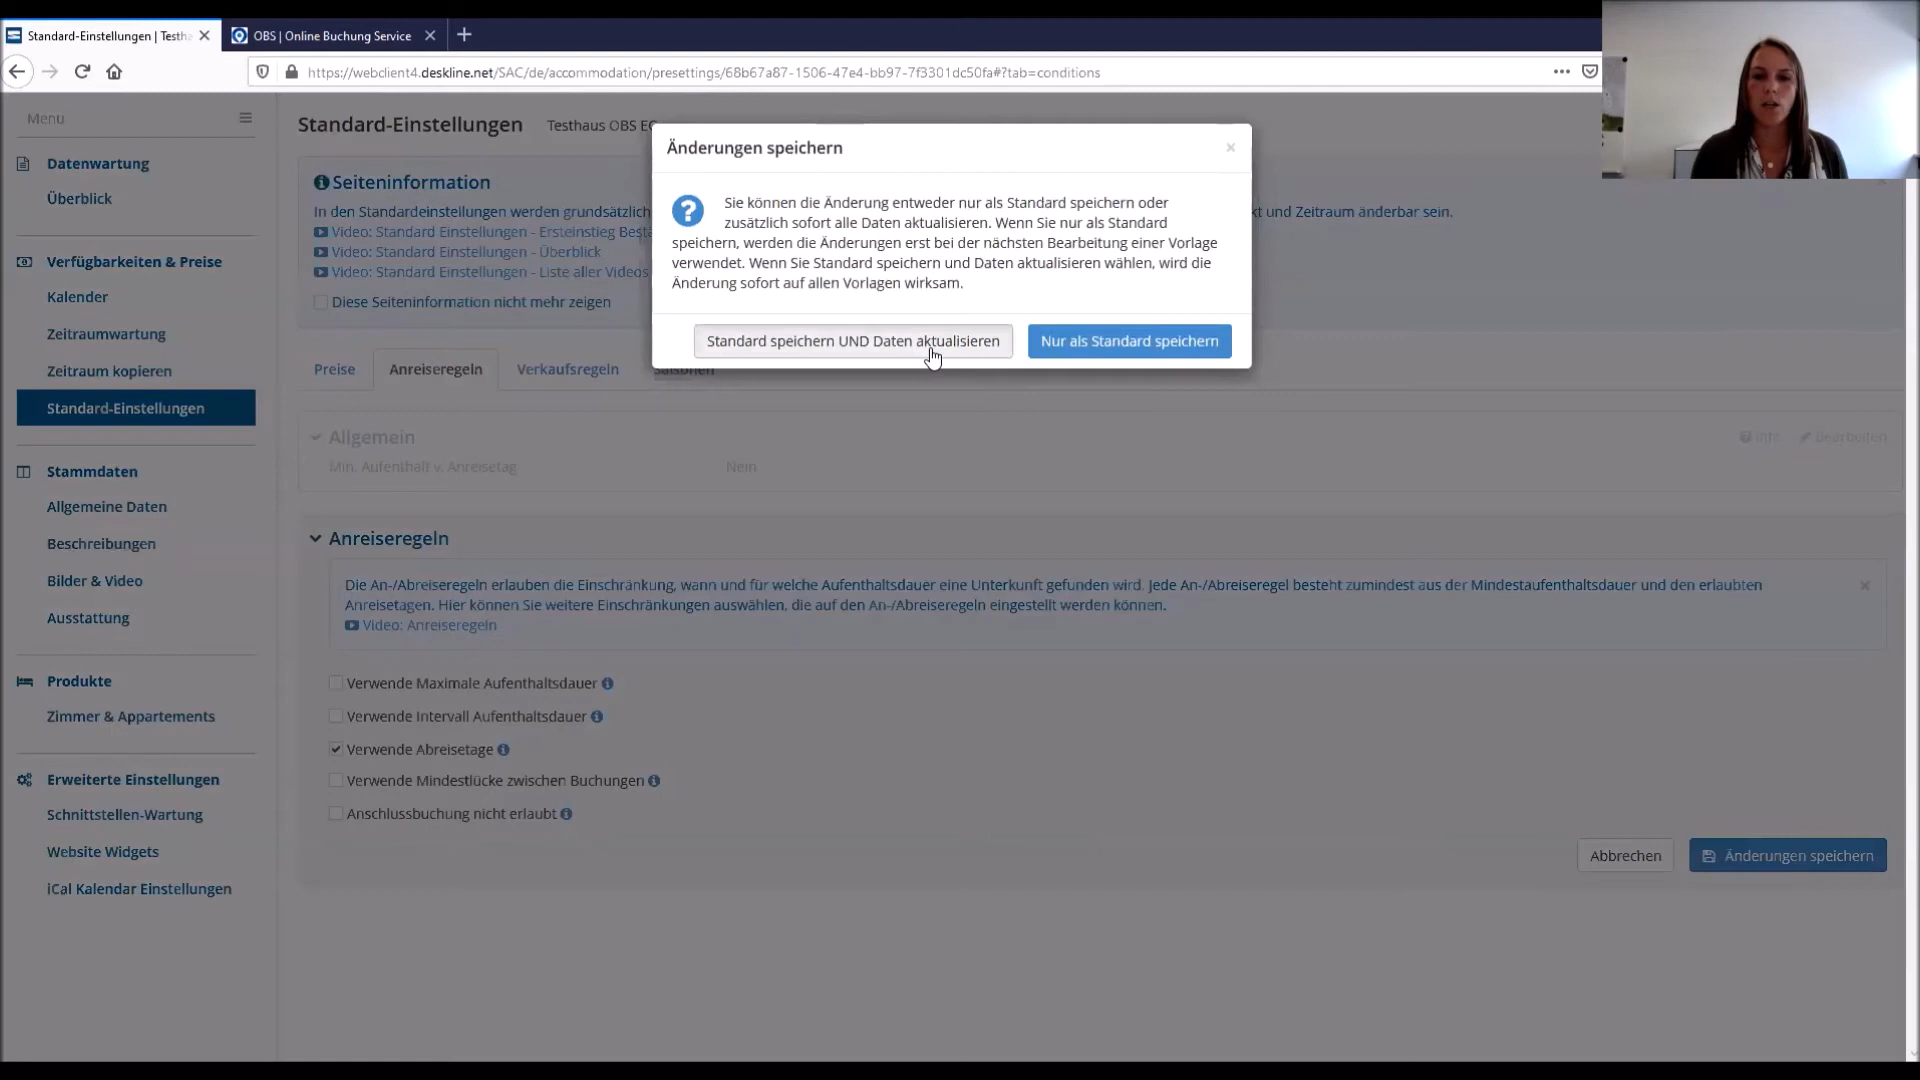 Standard-Einstellungen | Testha
OBS | Online Buchung Service
https://webclient4.deskline.net/SAC/de/accommodation/presettings/68b67a87-1506-47e4-bb97-7f3301dc50fa#?tab=conditions
Menu
Datenwartung
Überblick
Verfügbarkeiten & Preise
Kalender
Zeitraumwartung
Zeitraum kopieren
Standard-Einstellungen
Stammdaten
Allgemeine Daten
Beschreibungen
Bilder & Video
Ausstattung
Produkte
Zimmer & Appartements
Erweiterte Einstellungen
Schnittstellen-Wartung
Website Widgets
iCal Kalendar Einstellungen
Standard-Einstellungen Testhaus OBS
Seiteninformation
In den Standardeinstellungen werden grundsätzlich
kt und Zeitraum änderbar sein.
Video: Standard Einstellungen - Ersteinstieg Bestä
Video: Standard Einstellungen - Überblick
Video: Standard Einstellungen - Liste aller Videos
Diese Seiteninformation nicht mehr zeigen
Änderungen speichern
Sie können die Änderung entweder nur als Standard speichern oder
zusätzlich sofort alle Daten aktualisieren. Wenn Sie nur als Standard
speichern, werden die Änderungen erst bei der nächsten Bearbeitung einer Vorlage
verwendet. Wenn Sie Standard speichern und Daten aktualisieren wählen, wird die
Änderung sofort auf allen Vorlagen wirksam.
Standard speichern UND Daten aktualisieren
Nur als Standard speichern
Preise Anreiseregeln Verkaufsregeln Saisonen
Allgemein
Info Bearbeiten
Min. Aufenthalt v. Anreisetag Nein
Anreiseregeln
Die An-/Abreiseregeln erlauben die Einschränkung, wann und für welche Aufenthaltsdauer eine Unterkunft gefunden wird. Jede An-/Abreiseregel besteht zumindest aus der Mindestaufenthaltsdauer und den erlaubten
Anreisetagen. Hier können Sie weitere Einschränkungen auswählen, die auf den An-/Abreiseregeln eingestellt werden können.
Video: Anreiseregeln
Verwende Maximale Aufenthaltsdauer
Verwende Intervall Aufenthaltsdauer
Verwende Abreisetage
Verwende Mindestlücke zwischen Buchungen
Anschlussbuchung nicht erlaubt
Abbrechen
Änderungen speichern